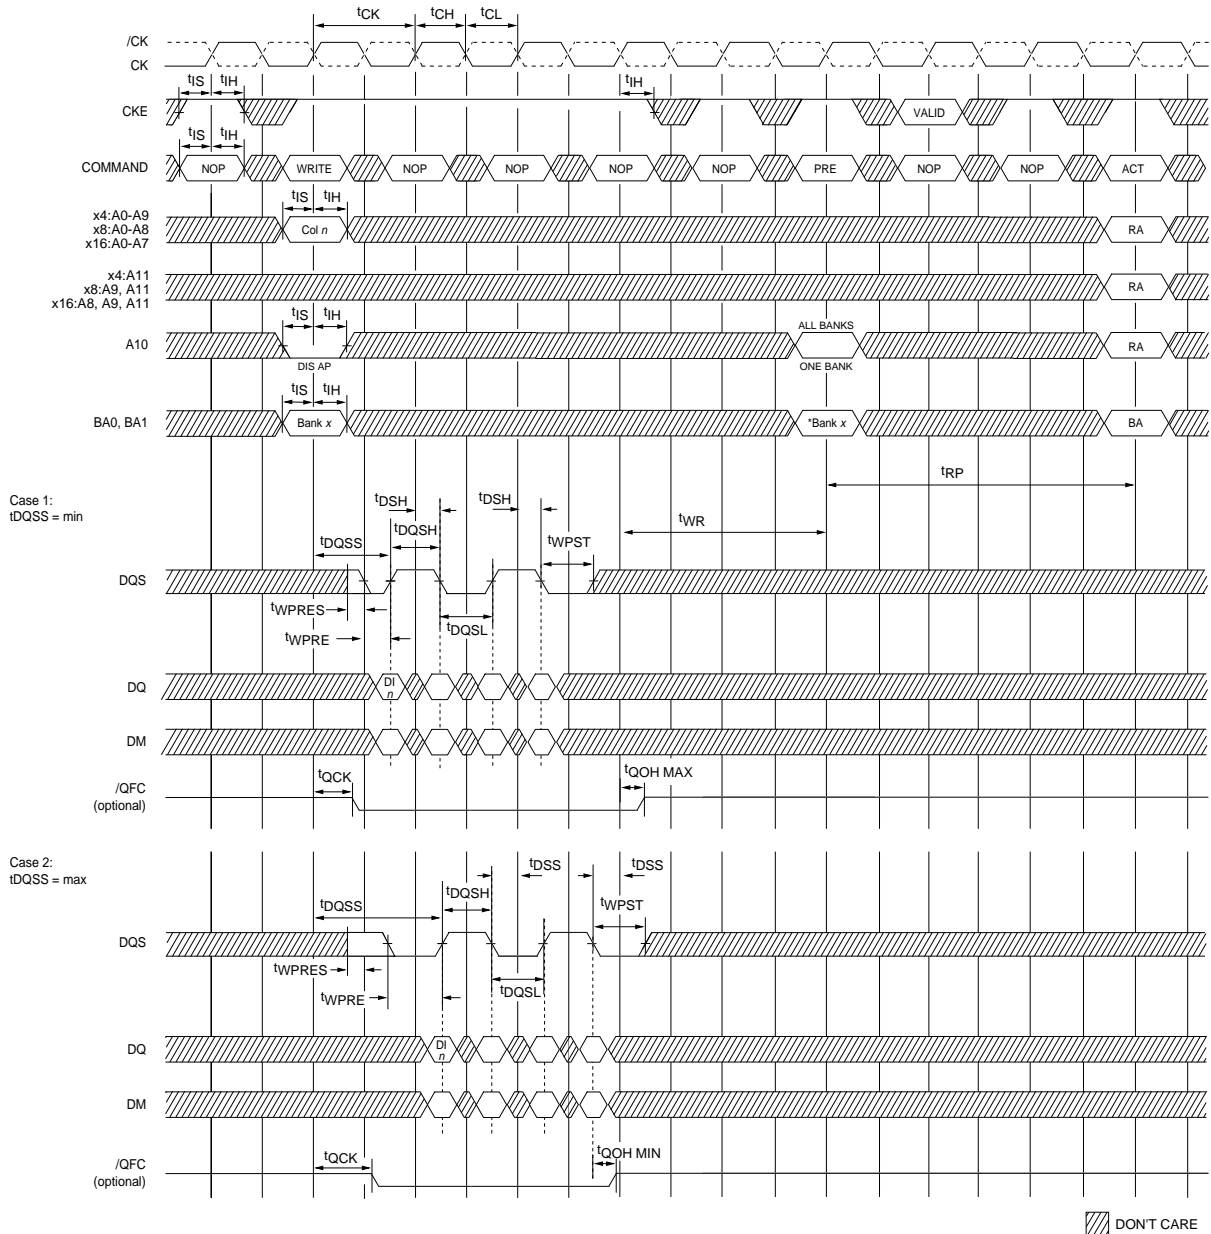 tCK tCH tCL
/CK
CK
tIS tIH tIH
CKE VALID
tIS tIH
COMMAND NOP WRITE NOP NOP NOP NOP PRE NOP NOP ACT
tIS tIH
x4:A0-A9
x8:A0-A8
x16:A0-A7
Col n RA
x4:A11
x8:A9, A11
x16:A8, A9, A11
RA
tIS tIH
ALL BANKS
A10 RA
DIS AP ONE BANK
tIS tIH
BA0, BA1 Bank x *Bank x BA
tRP
Case 1:
tDQSS = min
tDSH tDSH
tDQSH tWR
tDQSS tWPST
DQS
tWPRES
tDQSL
tWPRE
DQ DI
n
DM
tQCK tQOH MAX
/QFC
(optional)
Case 2:
tDQSS = max
tDSS tDSS
tDQSH
tDQSS tWPST
DQS
tWPRES
tDQSL
tWPRE
DQ DI
n
DM
tQCK tQOH MIN
/QFC
(optional)
DON'T CARE